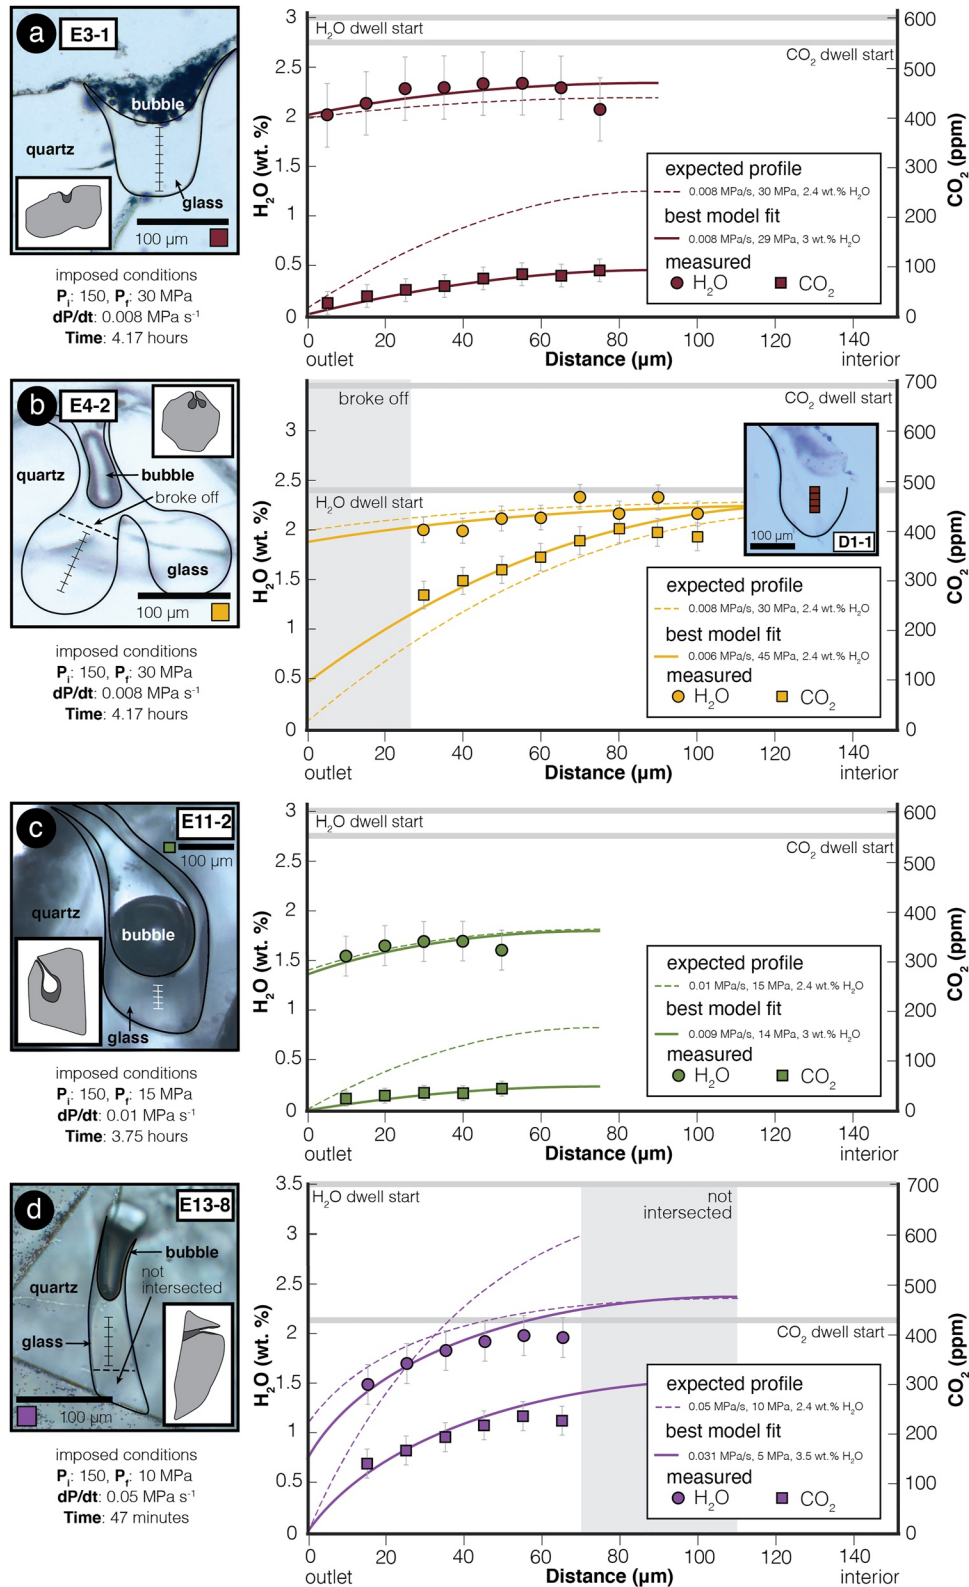 a
E3-1
bubble
quartz
glass
100 µm
imposed conditions
Pi: 150, Pf: 30 MPa
dP/dt: 0.008 MPa s⁻¹
Time: 4.17 hours
3
2.5
2
1.5
1
0.5
0
H₂O (wt. %)
H₂O dwell start
CO₂ dwell start
600
500
400
300
200
100
0
CO₂ (ppm)
expected profile
0.008 MPa/s, 30 MPa, 2.4 wt.% H₂O
best model fit
0.008 MPa/s, 29 MPa, 3 wt.% H₂O
measured
H₂O CO₂
0 20 40 60 80 100 120 140
outlet Distance (µm) interior
b
E4-2
quartz
bubble
broke off
glass
100 µm
imposed conditions
Pi: 150, Pf: 30 MPa
dP/dt: 0.008 MPa s⁻¹
Time: 4.17 hours
3
2.5
2
1.5
1
0.5
0
H₂O (wt. %)
broke off
CO₂ dwell start
H₂O dwell start
100 µm
D1-1
700
600
500
400
300
200
100
0
CO₂ (ppm)
expected profile
0.008 MPa/s, 30 MPa, 2.4 wt.% H₂O
best model fit
0.006 MPa/s, 45 MPa, 2.4 wt.% H₂O
measured
H₂O CO₂
0 20 40 60 80 100 120 140
outlet Distance (µm) interior
c
E11-2
100 µm
quartz
bubble
glass
imposed conditions
Pi: 150, Pf: 15 MPa
dP/dt: 0.01 MPa s⁻¹
Time: 3.75 hours
3
2.5
2
1.5
1
0.5
0
H₂O (wt. %)
H₂O dwell start
CO₂ dwell start
600
500
400
300
200
100
0
CO₂ (ppm)
expected profile
0.01 MPa/s, 15 MPa, 2.4 wt.% H₂O
best model fit
0.009 MPa/s, 14 MPa, 3 wt.% H₂O
measured
H₂O CO₂
0 20 40 60 80 100 120 140
outlet Distance (µm) interior
d
E13-8
bubble
not
intersected
quartz
glass
100 µm
imposed conditions
Pi: 150, Pf: 10 MPa
dP/dt: 0.05 MPa s⁻¹
Time: 47 minutes
3.5
3
2.5
2
1.5
1
0.5
0
H₂O (wt. %)
H₂O dwell start
not
intersected
CO₂ dwell start
700
600
500
400
300
200
100
0
CO₂ (ppm)
expected profile
0.05 MPa/s, 10 MPa, 2.4 wt.% H₂O
best model fit
0.031 MPa/s, 5 MPa, 3.5 wt.% H₂O
measured
H₂O CO₂
0 20 40 60 80 100 120 140
outlet Distance (µm) interior